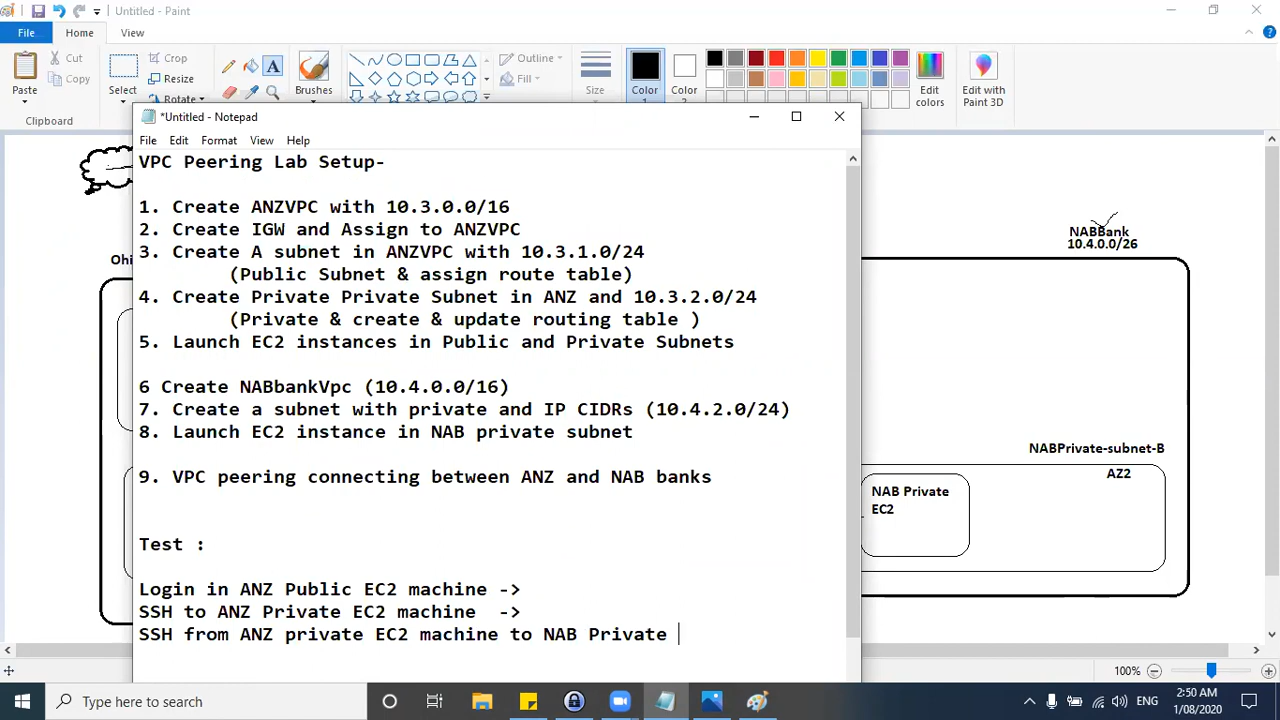 Untitled - Paint
File
Home
View
Paste
Cut
Copy
Clipboard
Select
Crop
Resize
Rotate
A
Brushes
Outline
Fill
Size
Color
1
Color
2
Edit
colors
Edit with
Paint 3D
*Untitled - Notepad
File Edit Format View Help
VPC Peering Lab Setup-
1. Create ANZVPC with 10.3.0.0/16
2. Create IGW and Assign to ANZVPC
3. Create A subnet in ANZVPC with 10.3.1.0/24
(Public Subnet & assign route table)
4. Create Private Private Subnet in ANZ and 10.3.2.0/24
(Private & create & update routing table )
5. Launch EC2 instances in Public and Private Subnets
6 Create NABbankVpc (10.4.0.0/16)
7. Create a subnet with private and IP CIDRs (10.4.2.0/24)
8. Launch EC2 instance in NAB private subnet
9. VPC peering connecting between ANZ and NAB banks
Test :
Login in ANZ Public EC2 machine ->
SSH to ANZ Private EC2 machine ->
SSH from ANZ private EC2 machine to NAB Private
NABBank
10.4.0.0/26
NABPrivate-subnet-B
AZ2
NAB Private
EC2
100%
Type here to search
ENG
2:50 AM
1/08/2020